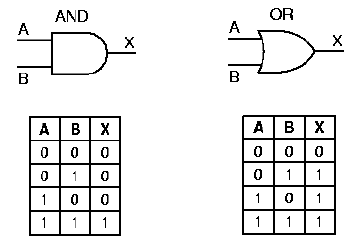 AND
A
X
B
A B X
0 0 0
0 1 0
1 0 0
1 1 1
OR
A
X
B
A B X
0 0 0
0 1 1
1 0 1
1 1 1